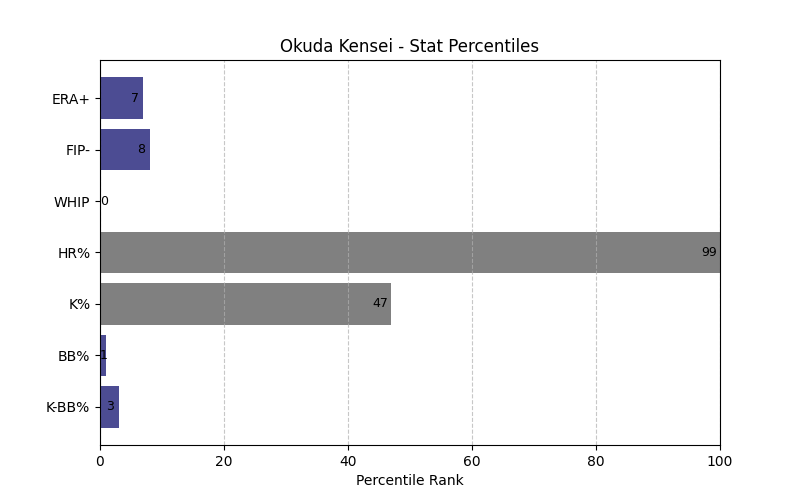 Okuda Kensei - Stat Percentiles
ERA+ 7
FIP- 8
WHIP 0
HR% 99
K% 47
BB% 1
K-BB% 3
0 20 40 60 80 100
Percentile Rank